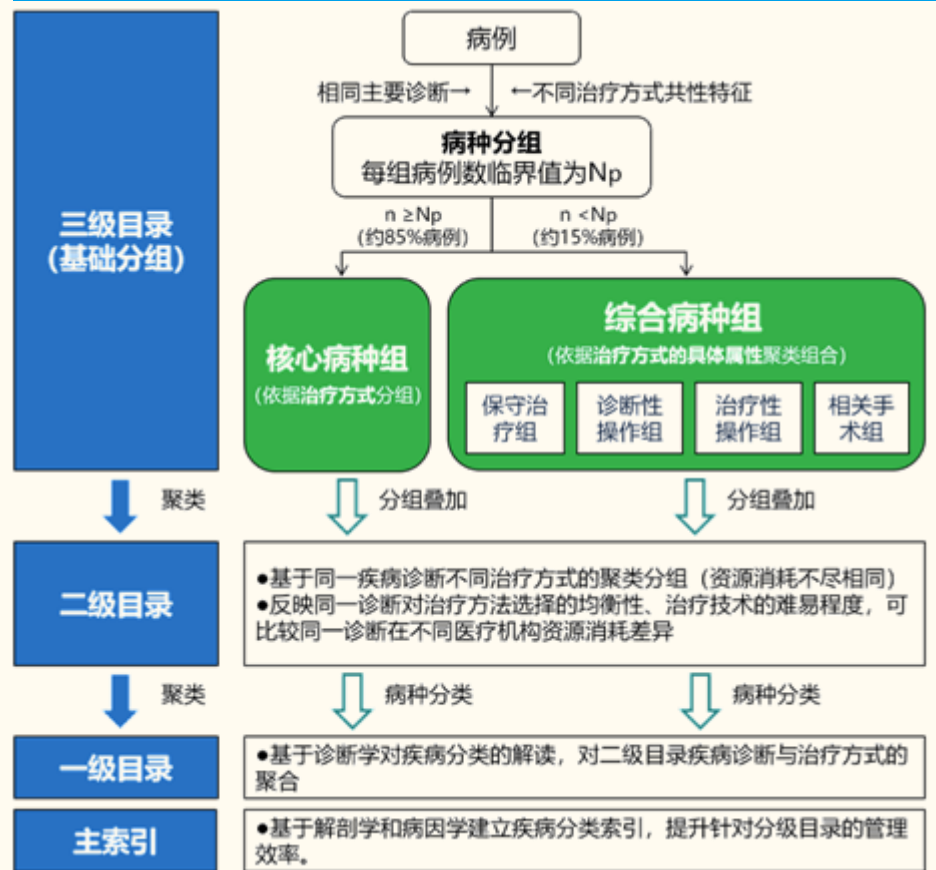 病例
相同主要诊断→
←不同治疗方式共性特征
病种分组
每组病例数临界值为Np
n ≥Np
(约85%病例)
n <Np
(约15%病例)
三级目录
(基础分组)
核心病种组
(依据治疗方式分组)
综合病种组
(依据治疗方式的具体属性聚类组合)
保守治
疗组
诊断性
操作组
治疗性
操作组
相关手
术组
聚类
分组叠加
分组叠加
二级目录
●基于同一疾病诊断不同治疗方式的聚类分组（资源消耗不尽相同）
●反映同一诊断对治疗方法选择的均衡性、治疗技术的难易程度，可
比较同一诊断在不同医疗机构资源消耗差异
聚类
病种分类
病种分类
一级目录
●基于诊断学对疾病分类的解读，对二级目录疾病诊断与治疗方式的
聚合
主索引
●基于解剖学和病因学建立疾病分类索引，提升针对分级目录的管理
效率。